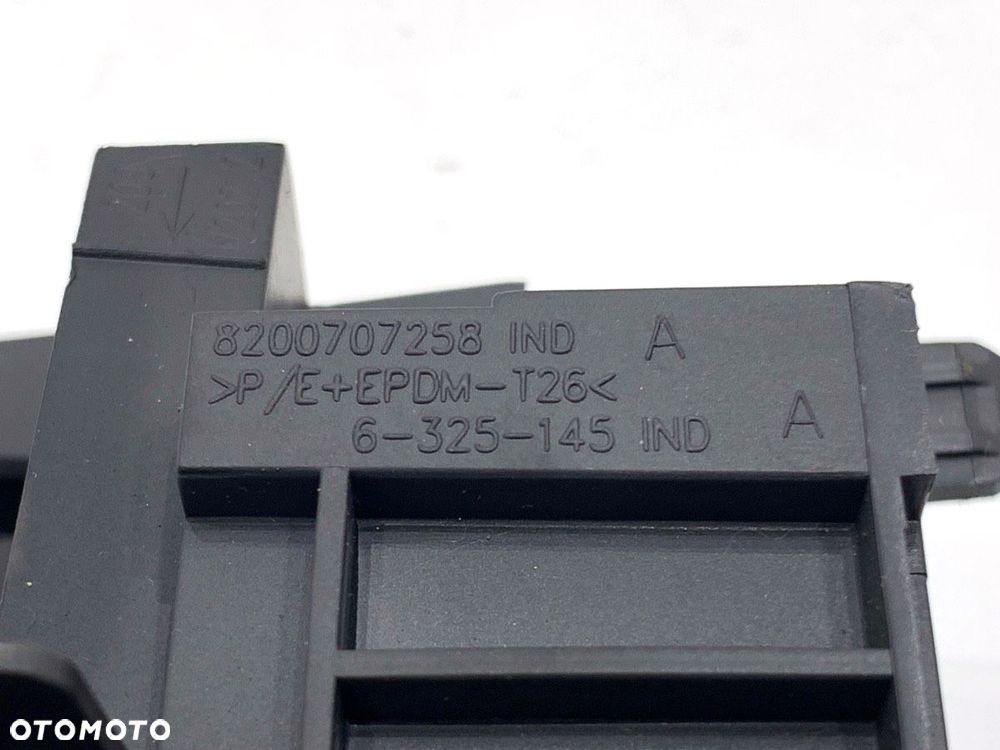 8200707258 IND A
>P/E+EPDM-T26<
6-325-145 IND A
OTOMOTO